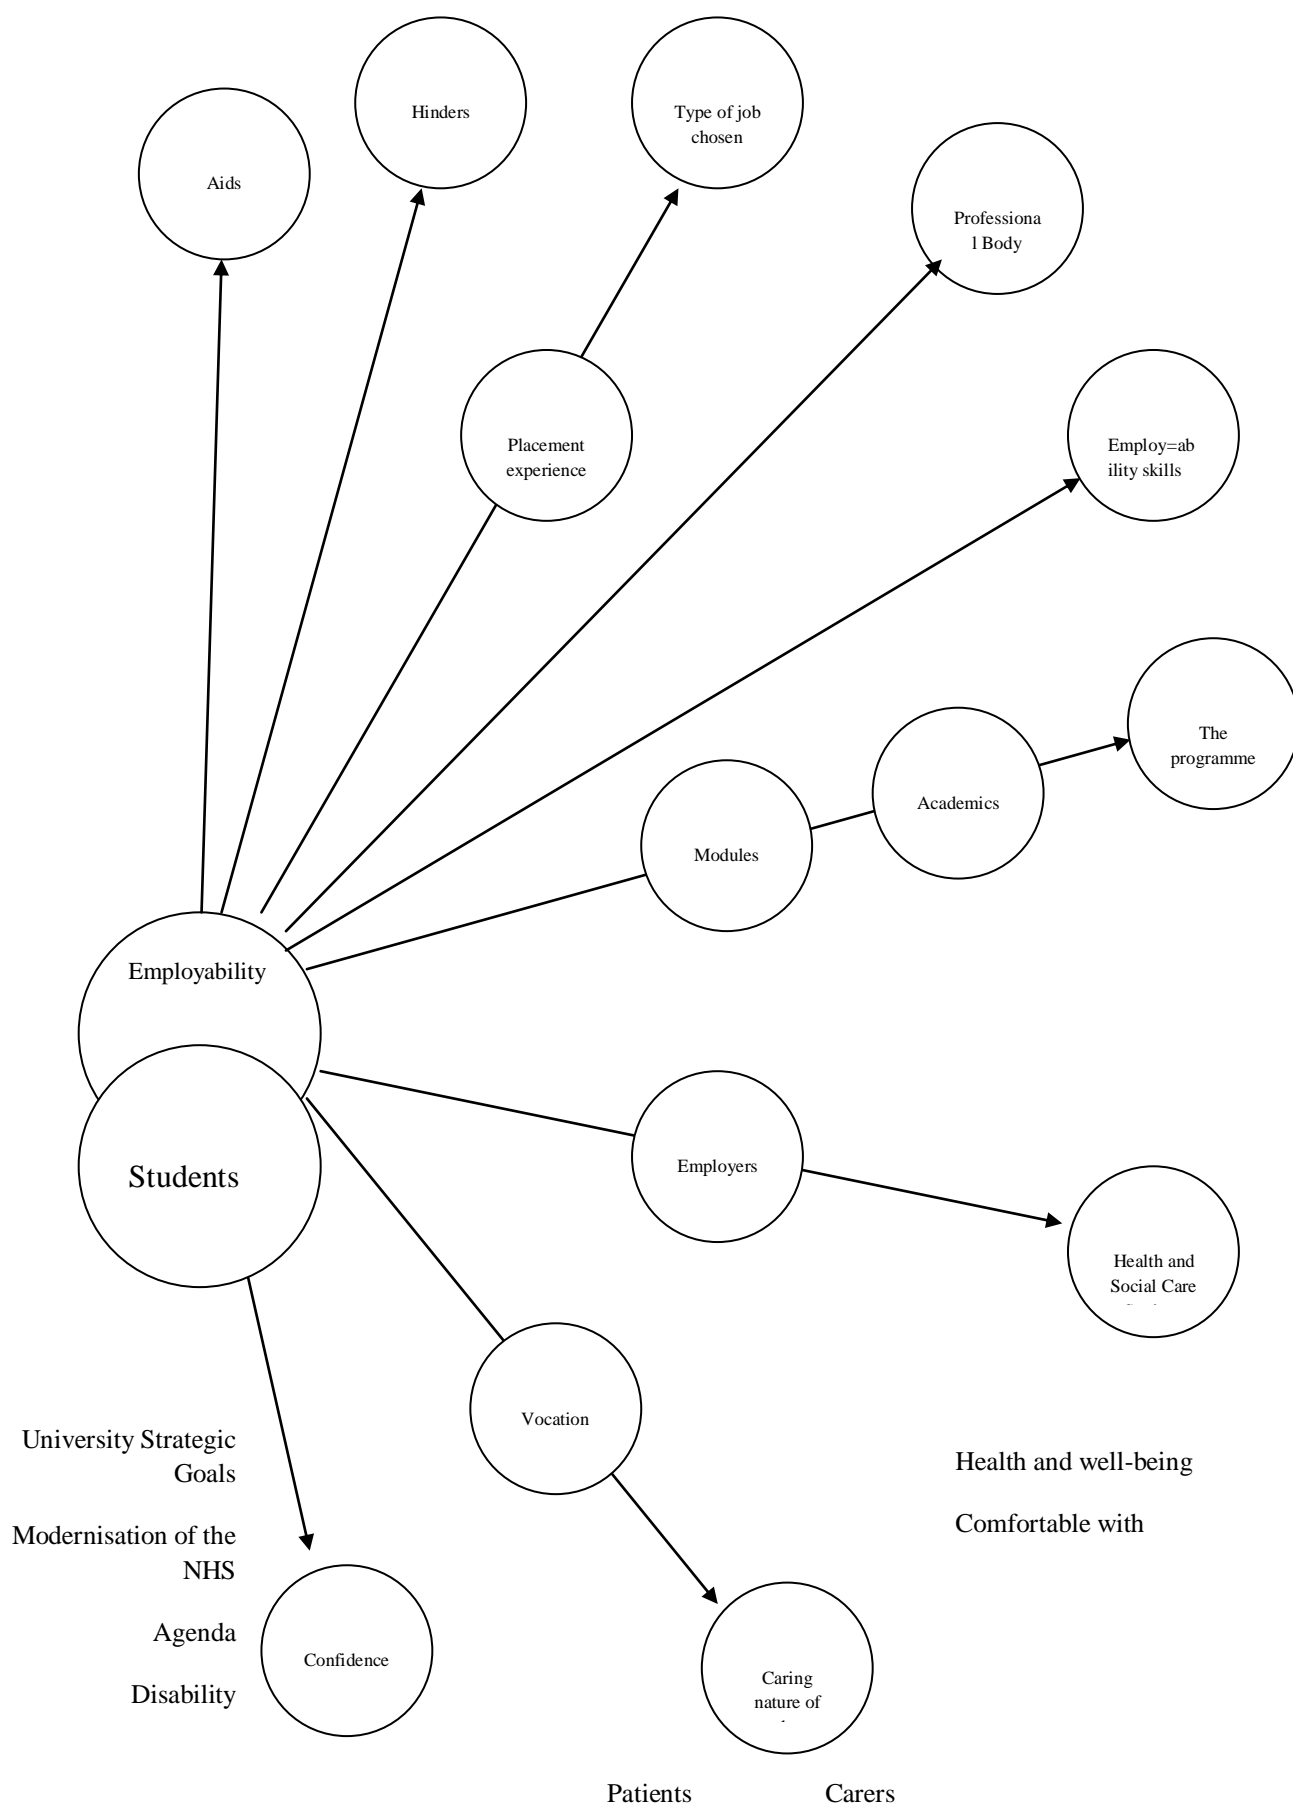 Hinders
Type of job
chosen
Aids
Professiona
l Body
Placement
experience
Employ=ab
ility skills
The
programme
Academics
Modules
Employability
Employers
Students
Health and
Social Care
Vocation
University Strategic
Goals
Health and well-being
Comfortable with
Modernisation of the
NHS
Agenda
Confidence
Disability
Caring
nature of
Patients
Carers